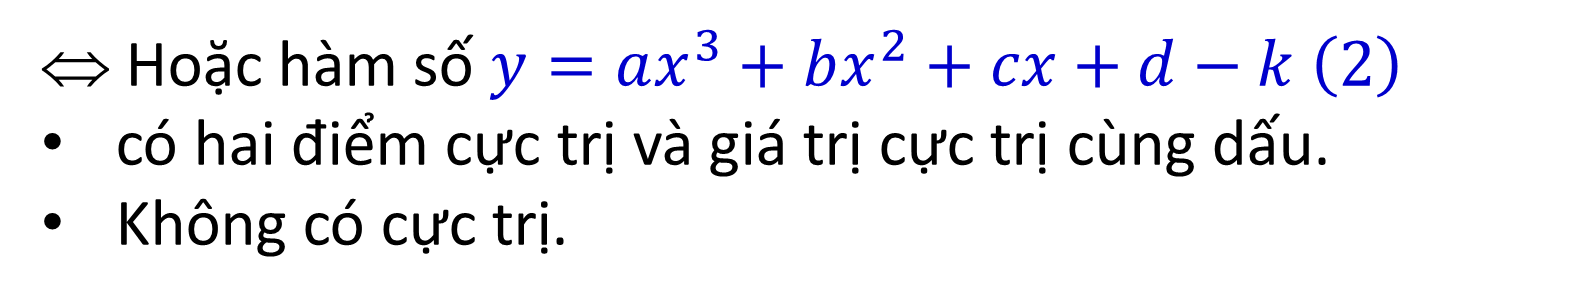 ⇔ Hoặc hàm số y = ax³ + bx² + cx + d − k (2)
• có hai điểm cực trị và giá trị cực trị cùng dấu.
• Không có cực trị.